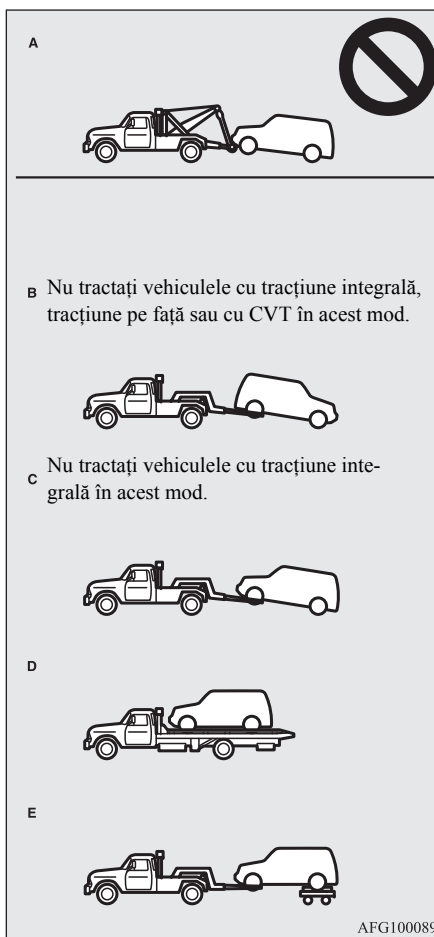 A
B Nu tractați vehiculele cu tracțiune integrală,
tracțiune pe față sau cu CVT în acest mod.
C Nu tractați vehiculele cu tracțiune inte-
grală în acest mod.
D
E
AFG100089